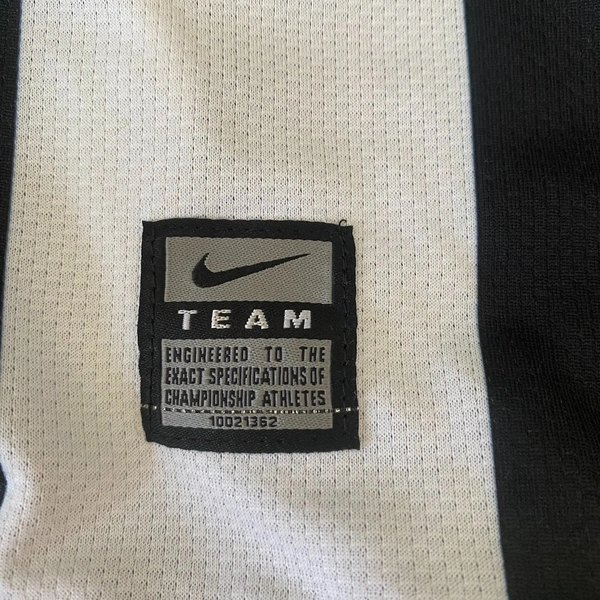 TEAM
ENGINEERED TO THE
EXACT SPECIFICATIONS OF
CHAMPIONSHIP ATHLETES
10021362